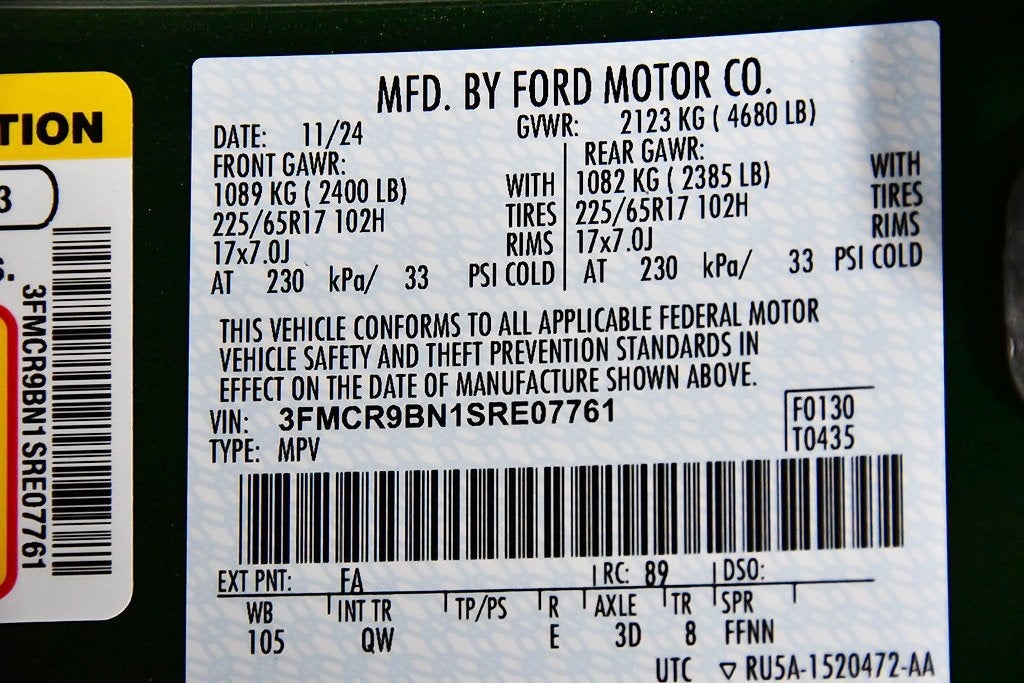 TION
3
S.
3FMCR9BN1SRE07761
MFD. BY FORD MOTOR CO.
DATE: 11/24 GVWR: 2123 KG ( 4680 LB)
FRONT GAWR: REAR GAWR:
1089 KG ( 2400 LB) WITH 1082 KG ( 2385 LB) WITH
225/65R17 102H TIRES 225/65R17 102H TIRES
17x7.0J RIMS 17x7.0J RIMS
AT 230 kPa/ 33 PSI COLD AT 230 kPa/ 33 PSI COLD
THIS VEHICLE CONFORMS TO ALL APPLICABLE FEDERAL MOTOR
VEHICLE SAFETY AND THEFT PREVENTION STANDARDS IN
EFFECT ON THE DATE OF MANUFACTURE SHOWN ABOVE.
VIN: 3FMCR9BN1SRE07761 F0130
TYPE: MPV T0435
EXT PNT: FA RC: 89 DSO:
WB INT TR TP/PS R AXLE TR SPR
105 QW E 3D 8 FFNN
UTC ▽ RU5A-1520472-AA